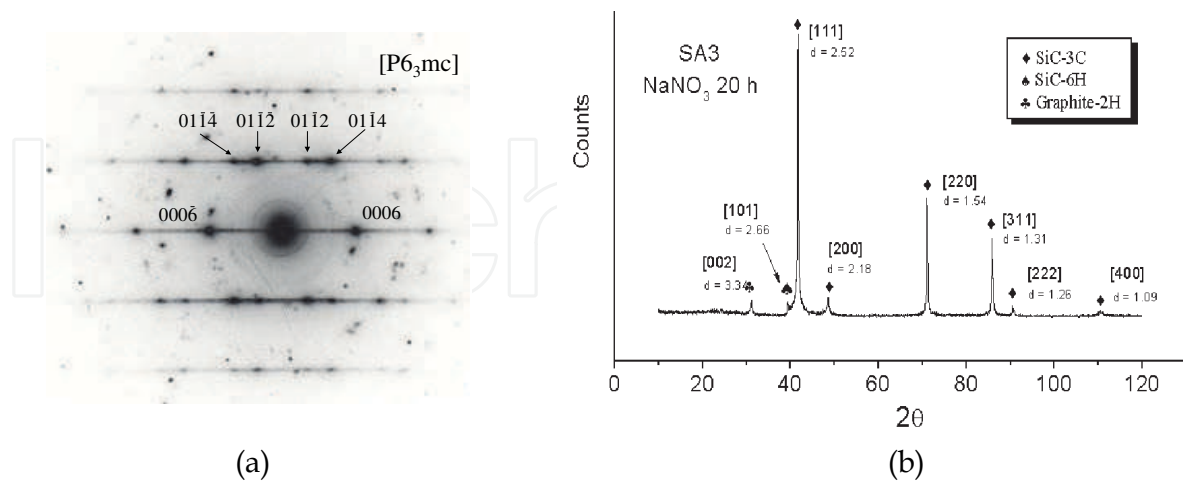 [P6₃mc]
011̄4̄ 011̄2̄ 011̄2 011̄4
0006̄ 0006
(a)
SA3
NaNO₃ 20 h
[111]
d = 2.52
♦ SiC-3C
♠ SiC-6H
♣ Graphite-2H
[101]
d = 2.66
[002]
d = 3.34
[200]
d = 2.18
[220]
d = 1.54
[311]
d = 1.31
[222]
d = 1.26
[400]
d = 1.09
Counts
0 20 40 60 80 100 120
2θ
(b)